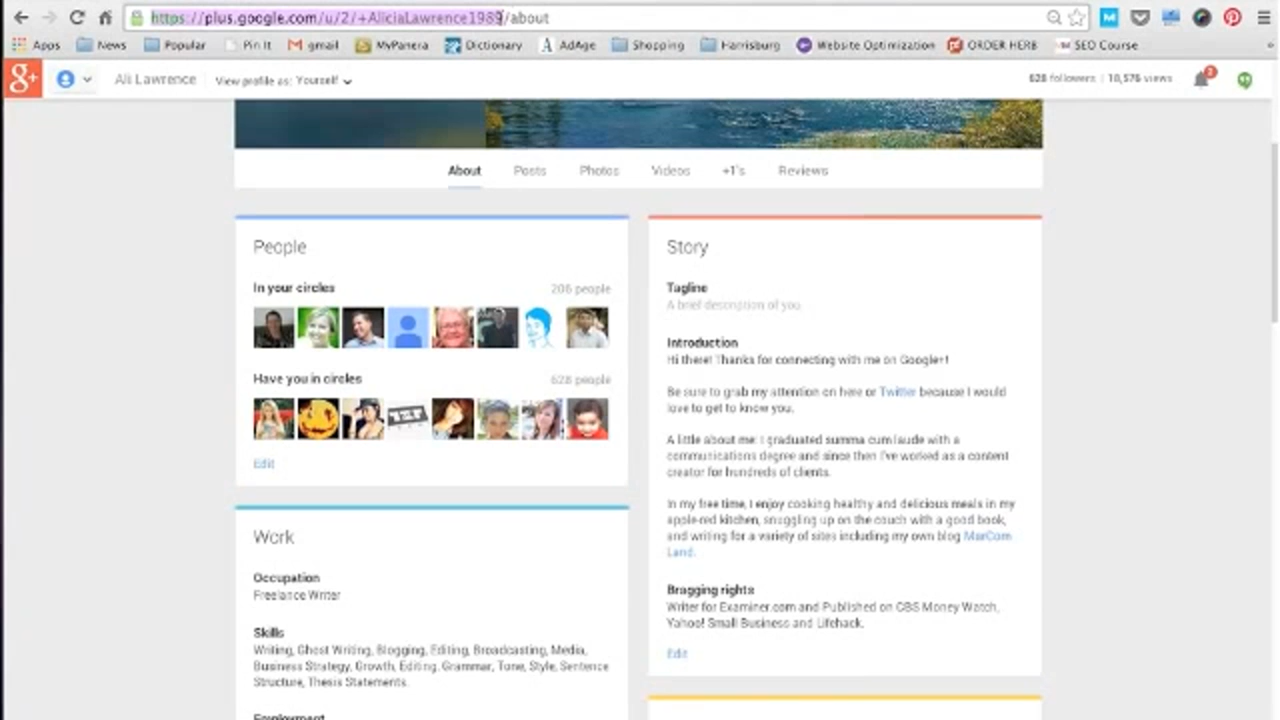 https://plus.google.com/u/2/+AliciaLawrence1989/about
Apps News Popular Pin It gmail MyPanera Dictionary AdAge Shopping Harrisburg Website Optimization ORDER HERB SEO Course »
g+ Ali Lawrence View profile as: Yourself 628 followers | 18,576 views 2
About Posts Photos Videos +1's Reviews
People
In your circles 206 people
Have you in circles 628 people
Edit
Work
Occupation
Freelance Writer
Skills
Writing, Ghost Writing, Blogging, Editing, Broadcasting, Media,
Business Strategy, Growth, Editing, Grammar, Tone, Style, Sentence
Structure, Thesis Statements.
Employment
Story
Tagline
A brief description of you
Introduction
Hi there! Thanks for connecting with me on Google+!
Be sure to grab my attention on here or Twitter because I would
love to get to know you.
A little about me: I graduated summa cum laude with a
communications degree and since then I've worked as a content
creator for hundreds of clients.
In my free time, I enjoy cooking healthy and delicious meals in my
apple-red kitchen, snuggling up on the couch with a good book,
and writing for a variety of sites including my own blog MarCom
Land.
Bragging rights
Writer for Examiner.com and Published on CBS Money Watch,
Yahoo! Small Business and Lifehack.
Edit